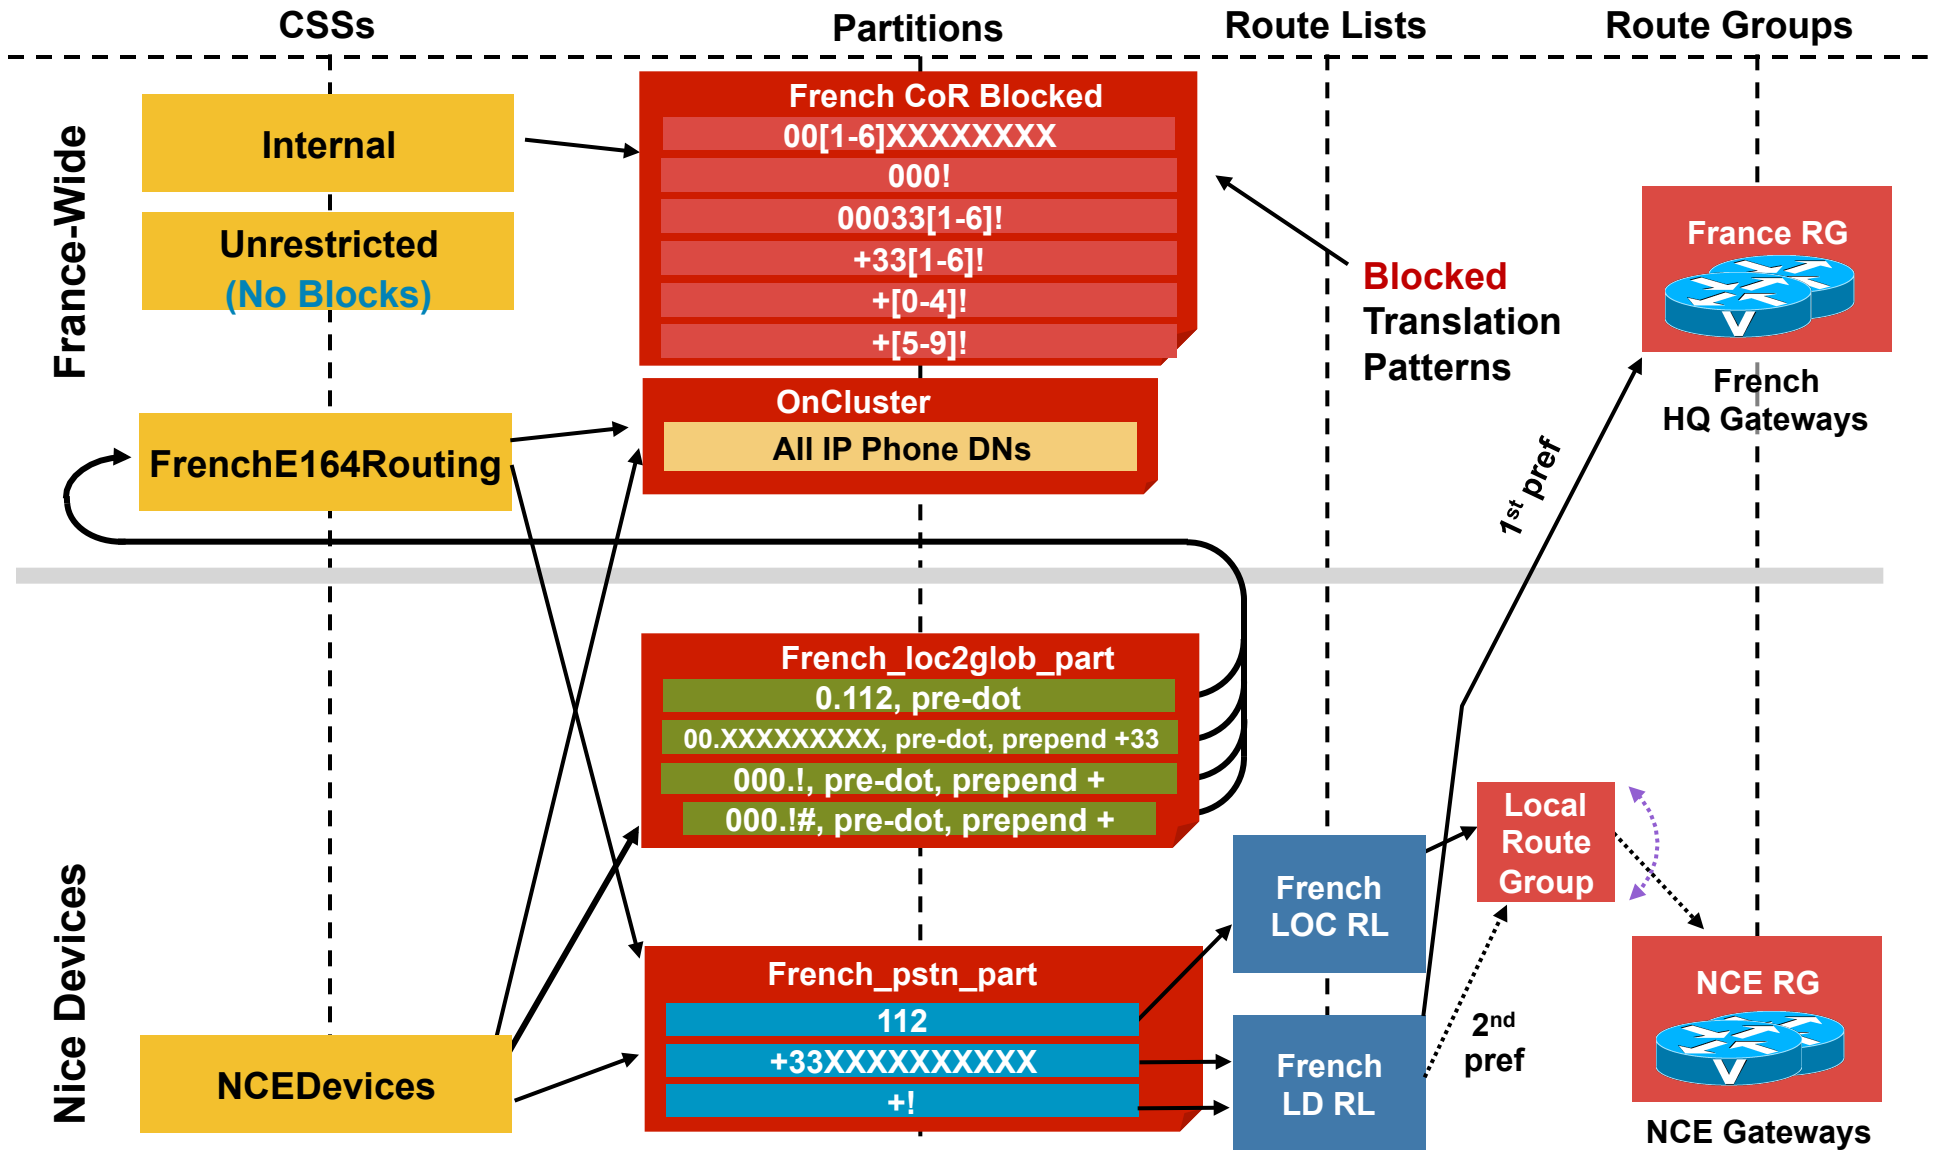 CSSs
Partitions
Route Lists
Route Groups
France-Wide
Internal
Unrestricted
(No Blocks)
FrenchE164Routing
French CoR Blocked
00[1-6]XXXXXXXX
000!
00033[1-6]!
+33[1-6]!
+[0-4]!
+[5-9]!
OnCluster
All IP Phone DNs
Blocked
Translation
Patterns
France RG
V
French
HQ Gateways
1st pref
Nice Devices
NCEDevices
French_loc2glob_part
0.112, pre-dot
00.XXXXXXXXX, pre-dot, prepend +33
000.!, pre-dot, prepend +
000.!#, pre-dot, prepend +
French_pstn_part
112
+33XXXXXXXXXX
+!
French
LOC RL
French
LD RL
Local
Route
Group
2nd
pref
NCE RG
V
NCE Gateways